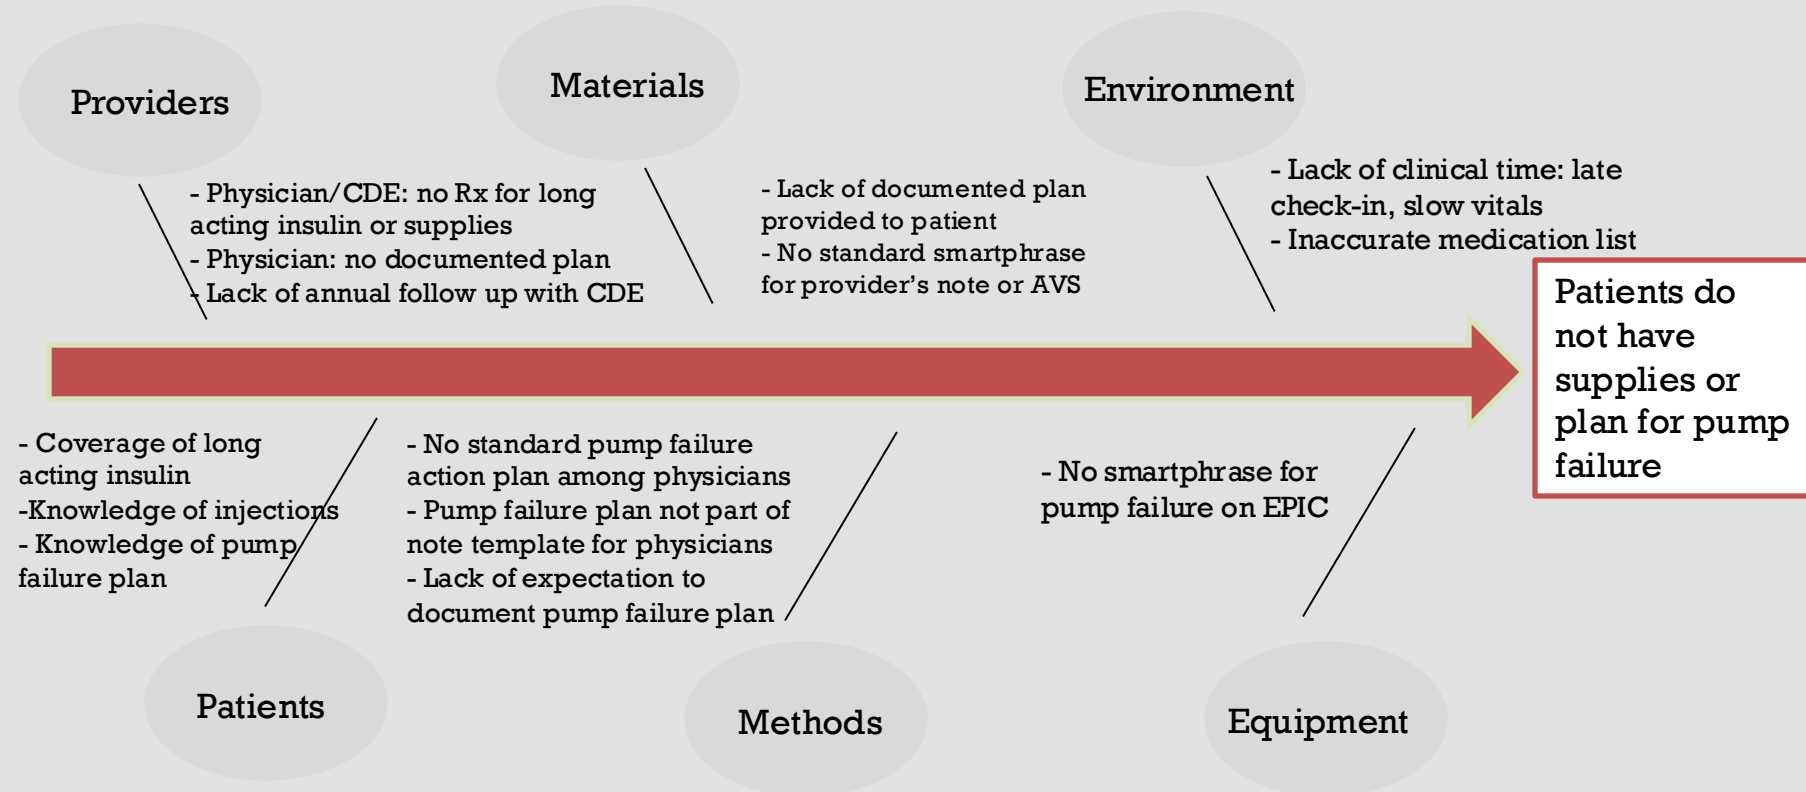 Providers
Materials
Environment
- Physician/CDE: no Rx for long
acting insulin or supplies
- Physician: no documented plan
- Lack of annual follow up with CDE
- Lack of documented plan
provided to patient
- No standard smartphrase
for provider's note or AVS
- Lack of clinical time: late
check-in, slow vitals
- Inaccurate medication list
Patients do
not have
supplies or
plan for pump
failure
- Coverage of long
acting insulin
-Knowledge of injections
- Knowledge of pump
failure plan
- No standard pump failure
action plan among physicians
- Pump failure plan not part of
note template for physicians
- Lack of expectation to
document pump failure plan
- No smartphrase for
pump failure on EPIC
Patients
Methods
Equipment